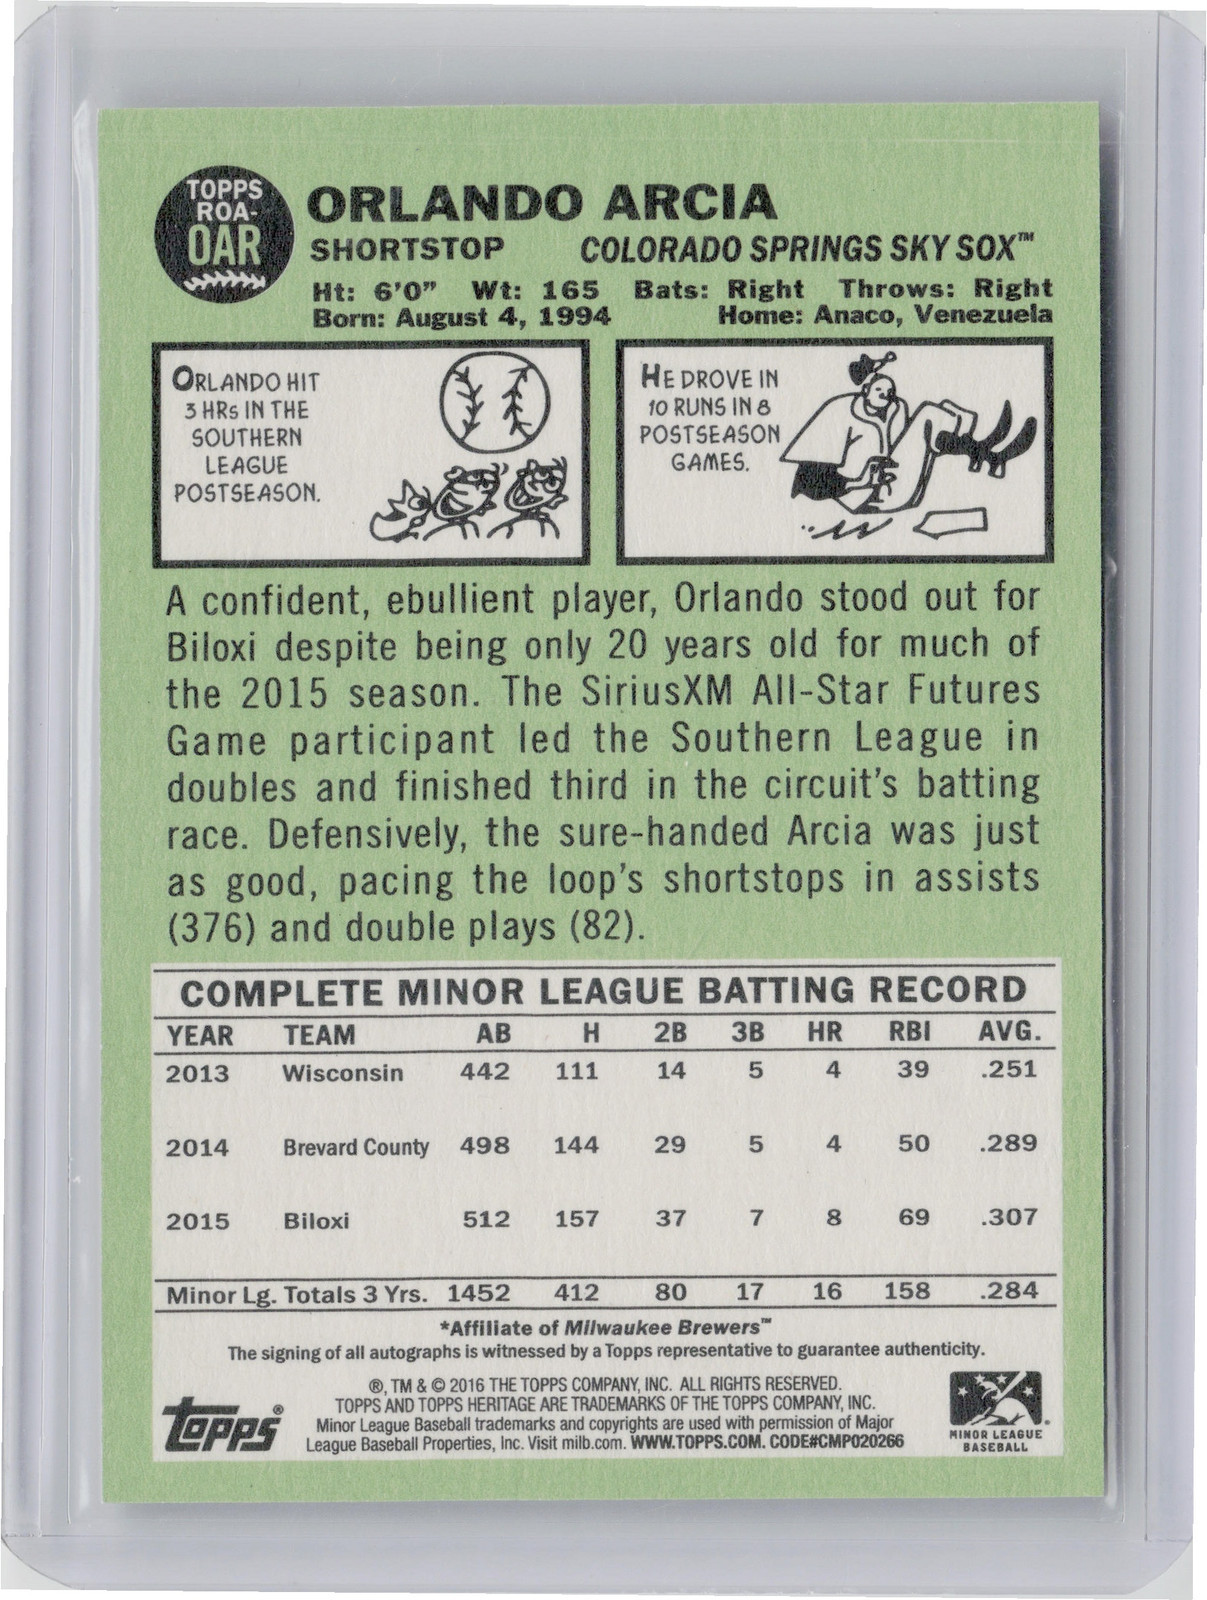 TOPPS
ROA-
OAR
ORLANDO ARCIA
SHORTSTOP COLORADO SPRINGS SKY SOX™
Ht: 6'0" Wt: 165 Bats: Right Throws: Right
Born: August 4, 1994 Home: Anaco, Venezuela
ORLANDO HIT
3 HRs IN THE
SOUTHERN
LEAGUE
POSTSEASON.
HE DROVE IN
10 RUNS IN 8
POSTSEASON
GAMES.
A confident, ebullient player, Orlando stood out for
Biloxi despite being only 20 years old for much of
the 2015 season. The SiriusXM All-Star Futures
Game participant led the Southern League in
doubles and finished third in the circuit's batting
race. Defensively, the sure-handed Arcia was just
as good, pacing the loop's shortstops in assists
(376) and double plays (82).
COMPLETE MINOR LEAGUE BATTING RECORD
YEAR TEAM AB H 2B 3B HR RBI AVG.
2013 Wisconsin 442 111 14 5 4 39 .251
2014 Brevard County 498 144 29 5 4 50 .289
2015 Biloxi 512 157 37 7 8 69 .307
Minor Lg. Totals 3 Yrs. 1452 412 80 17 16 158 .284
*Affiliate of Milwaukee Brewers™
The signing of all autographs is witnessed by a Topps representative to guarantee authenticity.
®, TM & © 2016 THE TOPPS COMPANY, INC. ALL RIGHTS RESERVED.
TOPPS AND TOPPS HERITAGE ARE TRADEMARKS OF THE TOPPS COMPANY, INC.
Minor League Baseball trademarks and copyrights are used with permission of Major
League Baseball Properties, Inc. Visit milb.com. WWW.TOPPS.COM. CODE#CMP020266
topps®
MINOR LEAGUE
BASEBALL